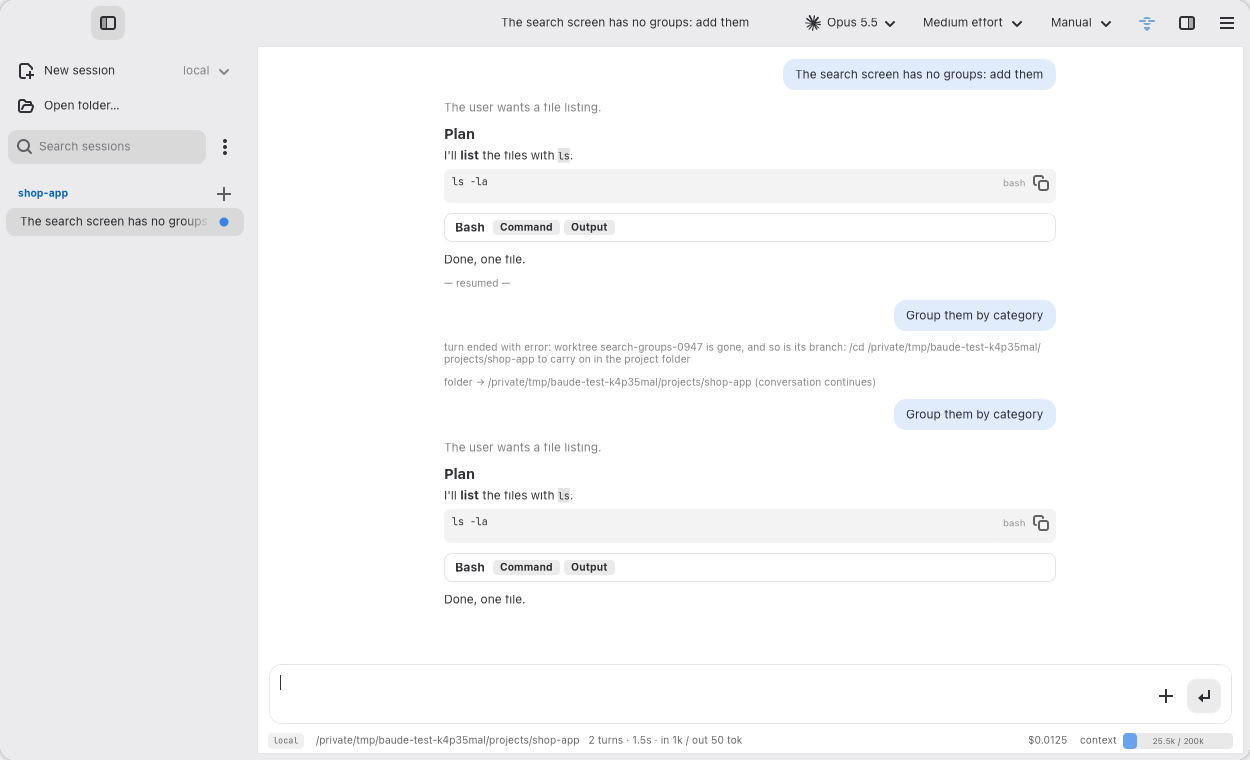 The search screen has no groups: add them
Opus 5.5
Medium effort
Manual
New session
local
Open folder...
Search sessions
shop-app
The search screen has no groups
The search screen has no groups: add them
The user wants a file listing.
Plan
I'll list the files with ls.
ls -la
bash
Bash Command Output
Done, one file.
— resumed —
Group them by category
turn ended with error: worktree search-groups-0947 is gone, and so is its branch: /cd /private/tmp/baude-test-k4p35mal/
projects/shop-app to carry on in the project folder
folder → /private/tmp/baude-test-k4p35mal/projects/shop-app (conversation continues)
Group them by category
The user wants a file listing.
Plan
I'll list the files with ls.
ls -la
bash
Bash Command Output
Done, one file.
local /private/tmp/baude-test-k4p35mal/projects/shop-app 2 turns · 1.5s · in 1k / out 50 tok
$0.0125 context 25.5k / 200k